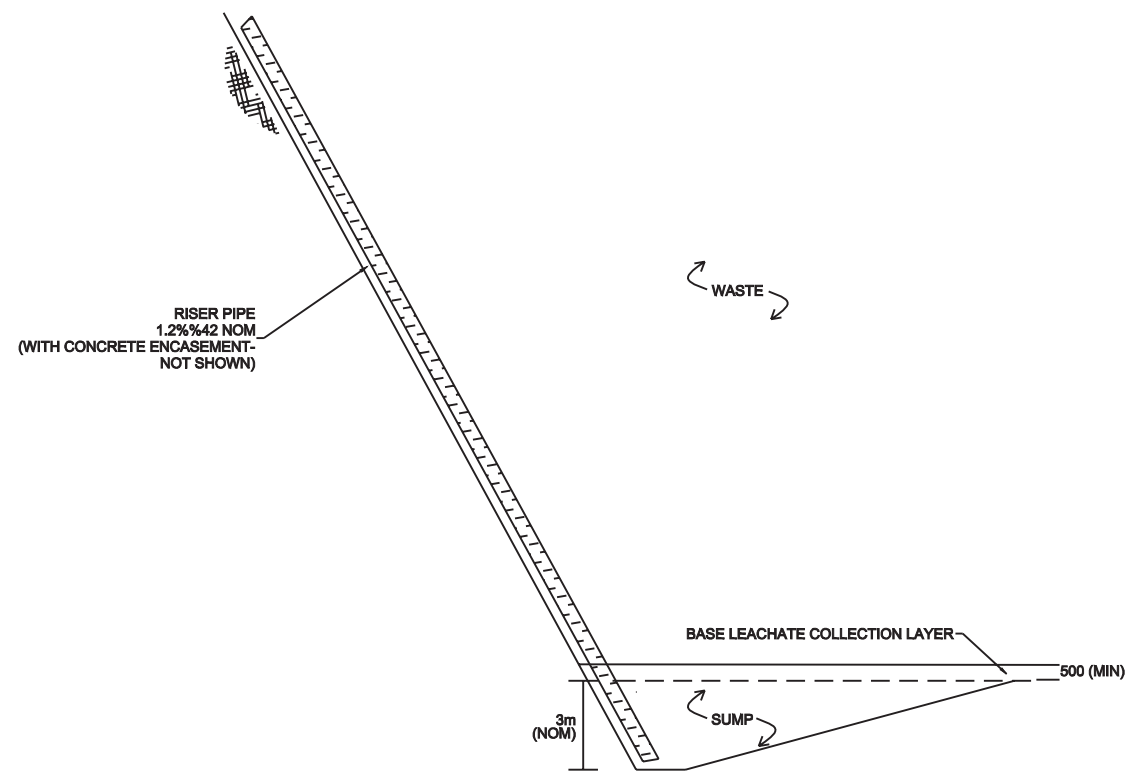 WASTE
RISER PIPE
1.2%%42 NOM
(WITH CONCRETE ENCASEMENT-
NOT SHOWN)
BASE LEACHATE COLLECTION LAYER
500 (MIN)
3m
(NOM)
SUMP